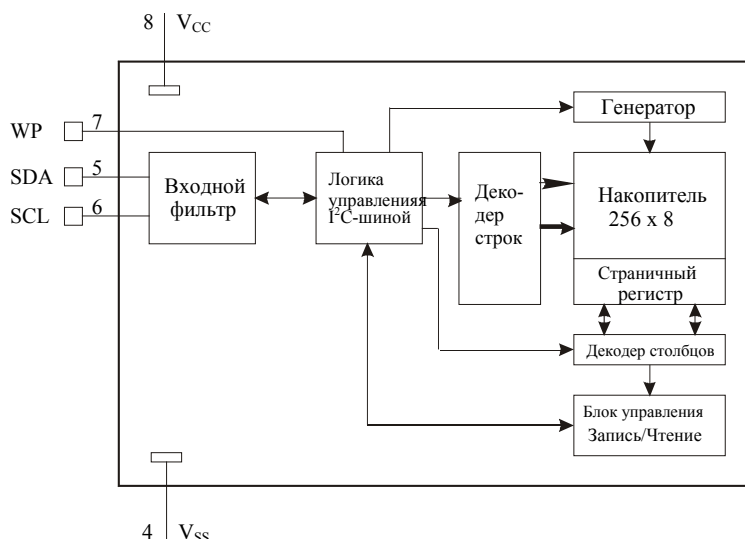 8 VCC
WP 7
Генератор
SDA 5
SCL 6
Входной
фильтр
Логика
управленияя
I²C-шиной
Деко-
дер
строк
Накопитель
256 x 8
Страничный
регистр
Декодер столбцов
Блок управления
Запись/Чтение
4 VSS